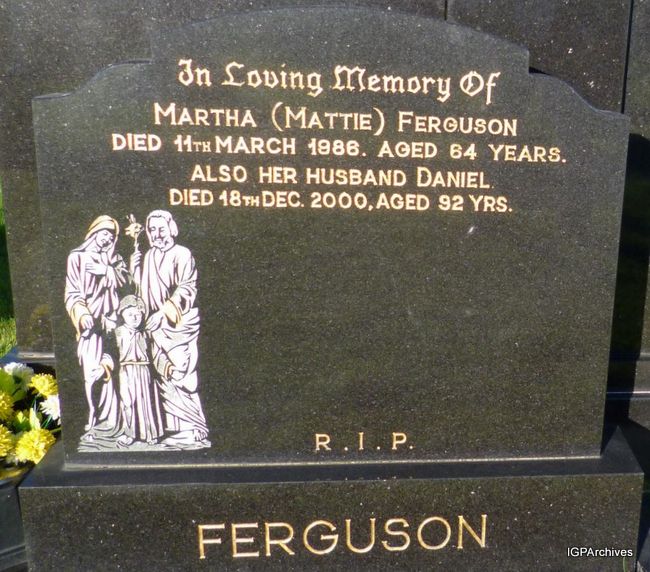 In Loving Memory Of
MARTHA (MATTIE) FERGUSON
DIED 11TH MARCH 1986. AGED 64 YEARS.
ALSO HER HUSBAND DANIEL
DIED 18TH DEC. 2000, AGED 92 YRS.
R.I.P.
FERGUSON
IGPArchives